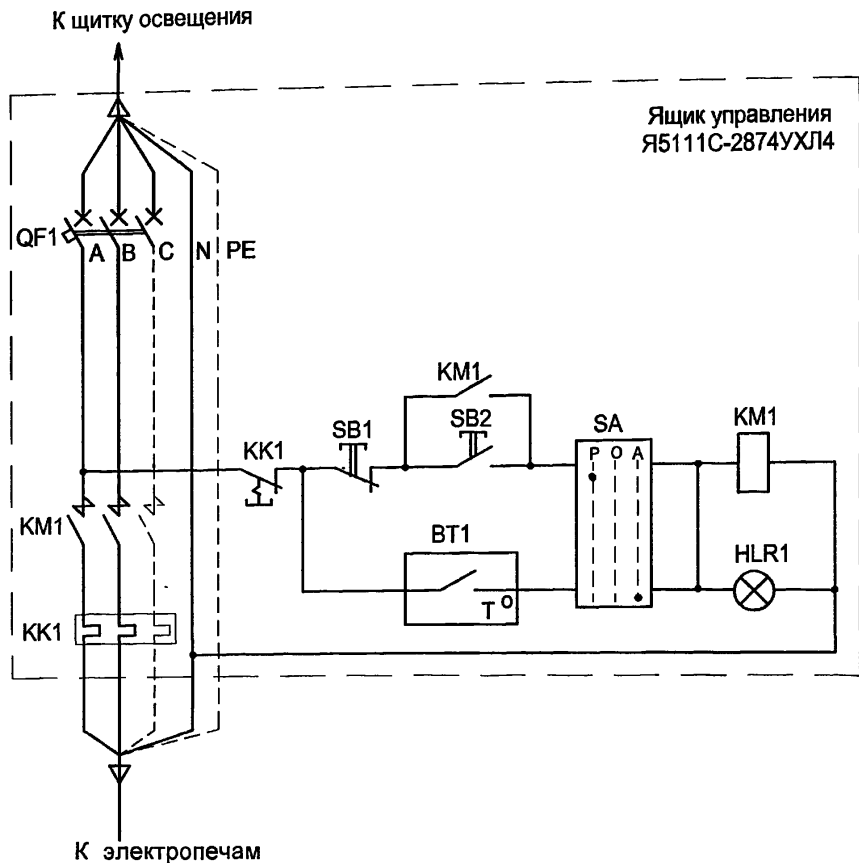 К щитку освещения
Ящик управления
Я5111С-2874УХЛ4
QF1
A B C N PE
KM1
SB2
SB1
KK1
SA
P O A
KM1
KM1
BT1
T°
HLR1
KK1
К электропечам